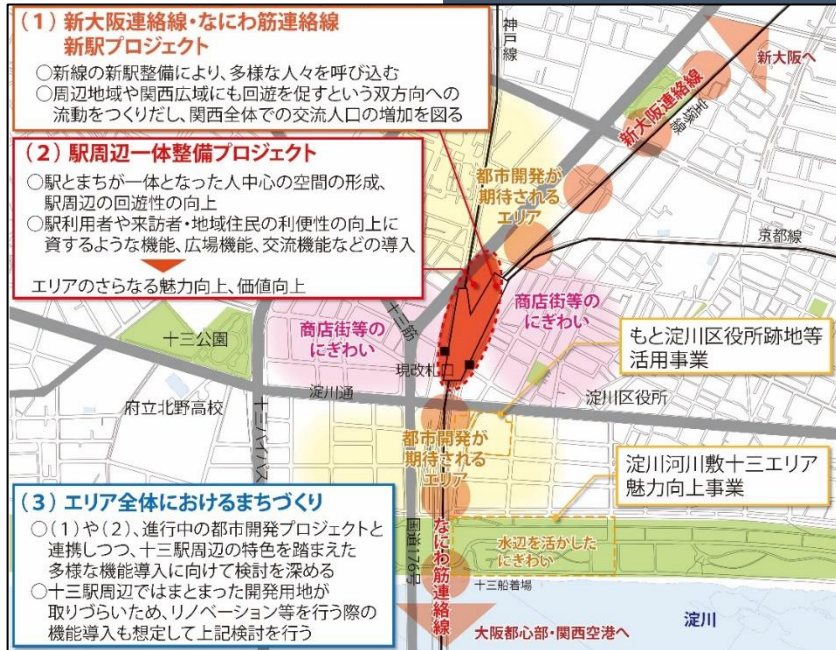 (1) 新大阪連絡線・なにわ筋連絡線
新駅プロジェクト
○新線の新駅整備により、多様な人々を呼び込む
○周辺地域や関西広域にも回遊を促すという双方向への
流動をつくりだし、関西全体での交流人口の増加を図る
(2) 駅周辺一体整備プロジェクト
○駅とまちが一体となった人中心の空間の形成、
駅周辺の回遊性の向上
○駅利用者や来訪者・地域住民の利便性の向上に
資するような機能、広場機能、交流機能などの導入
エリアのさらなる魅力向上、価値向上
神戸線
新大阪へ
宝塚線
新大阪連絡線
都市開発が
期待される
エリア
京都線
商店街等の
にぎわい
十三筋
商店街等の
にぎわい
十三公園
現改札口
もと淀川区役所跡地等
活用事業
淀川通
淀川区役所
府立北野高校
十三バイパス
都市開発が
期待される
エリア
淀川河川敷十三エリア
魅力向上事業
(3) エリア全体におけるまちづくり
○(1)や(2)、進行中の都市開発プロジェクトと
連携しつつ、十三駅周辺の特色を踏まえた
多様な機能導入に向けて検討を深める
○十三駅周辺ではまとまった開発用地が
取りづらいため、リノベーション等を行う際の
機能導入も想定して上記検討を行う
国道176号
なにわ筋連絡線
水辺を活かした
にぎわい
十三船着場
淀川
大阪都心部・関西空港へ